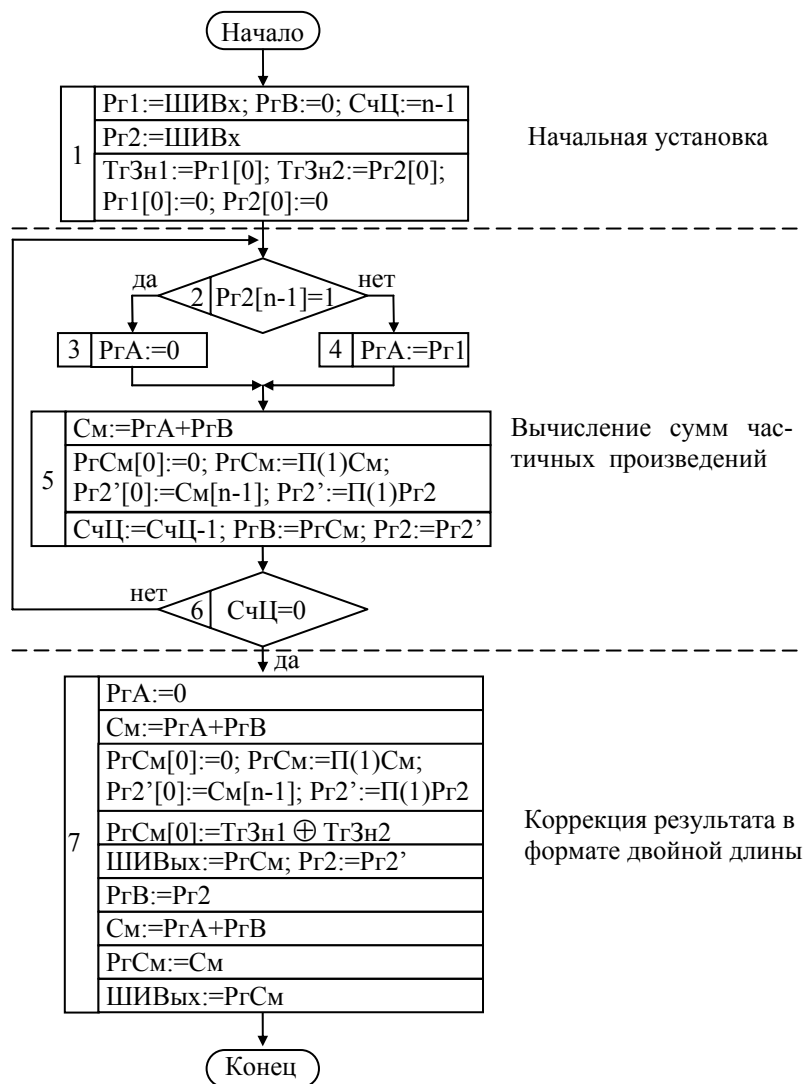 Начало
Рг1:=ШИВх; РгВ:=0; СчЦ:=n-1
Рг2:=ШИВх
1
ТгЗн1:=Рг1[0]; ТгЗн2:=Рг2[0];
Рг1[0]:=0; Рг2[0]:=0
Начальная установка
да
нет
2 Рг2[n-1]=1
3 РгА:=0
4 РгА:=Рг1
См:=РгА+РгВ
5
РгСм[0]:=0; РгСм:=П(1)См;
Рг2’[0]:=См[n-1]; Рг2’:=П(1)Рг2
СчЦ:=СчЦ-1; РгВ:=РгСм; Рг2:=Рг2’
Вычисление сумм час-
тичных произведений
нет
6 СчЦ=0
да
7
РгА:=0
См:=РгА+РгВ
РгСм[0]:=0; РгСм:=П(1)См;
Рг2’[0]:=См[n-1]; Рг2’:=П(1)Рг2
РгСм[0]:=ТгЗн1 ⊕ ТгЗн2
ШИВых:=РгСм; Рг2:=Рг2’
РгВ:=Рг2
См:=РгА+РгВ
РгСм:=См
ШИВых:=РгСм
Коррекция результата в
формате двойной длины
Конец